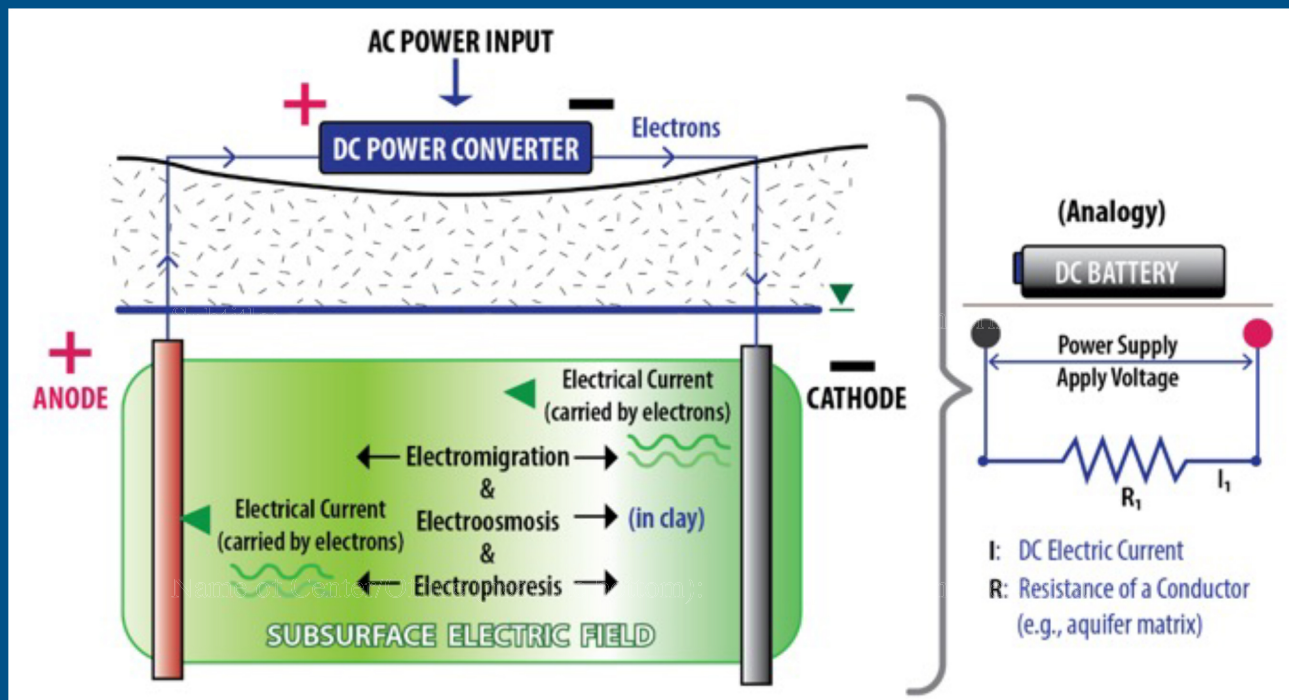 AC POWER INPUT
+
−
DC POWER CONVERTER
Electrons
+
ANODE
−
CATHODE
Electrical Current
(carried by electrons)
Electromigration
&
Electroosmosis
(in clay)
&
Electrophoresis
Electrical Current
(carried by electrons)
SUBSURFACE ELECTRIC FIELD
(Analogy)
DC BATTERY
Power Supply
Apply Voltage
R₁
I₁
I: DC Electric Current
R: Resistance of a Conductor
(e.g., aquifer matrix)